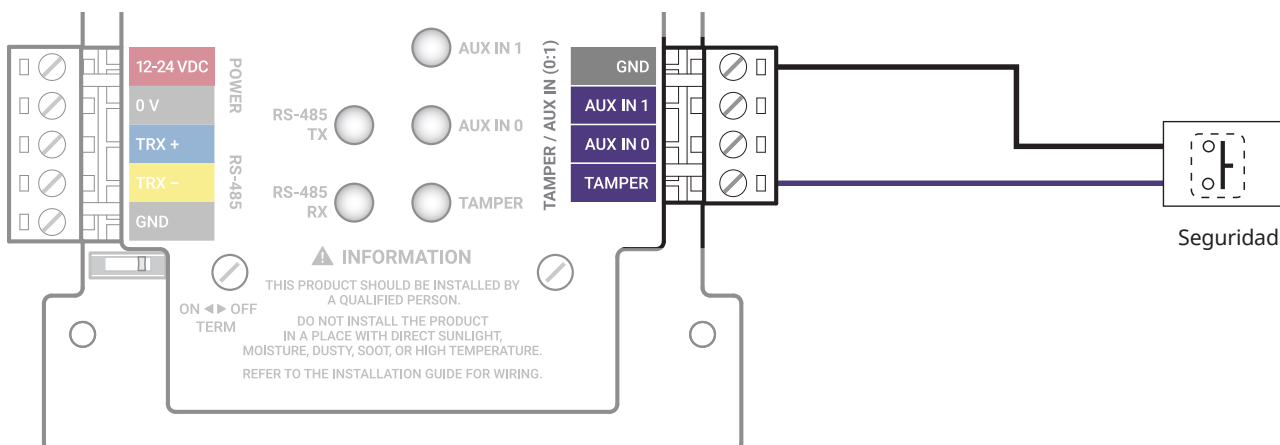 12-24 VDC
0 V
TRX +
TRX –
GND
POWER
RS-485
RS-485
TX
RS-485
RX
AUX IN 1
AUX IN 0
TAMPER
TAMPER / AUX IN (0:1)
GND
AUX IN 1
AUX IN 0
TAMPER
Seguridad
ON ◀▶ OFF
TERM
INFORMATION
THIS PRODUCT SHOULD BE INSTALLED BY
A QUALIFIED PERSON.
DO NOT INSTALL THE PRODUCT
IN A PLACE WITH DIRECT SUNLIGHT,
MOISTURE, DUSTY, SOOT, OR HIGH TEMPERATURE.
REFER TO THE INSTALLATION GUIDE FOR WIRING.